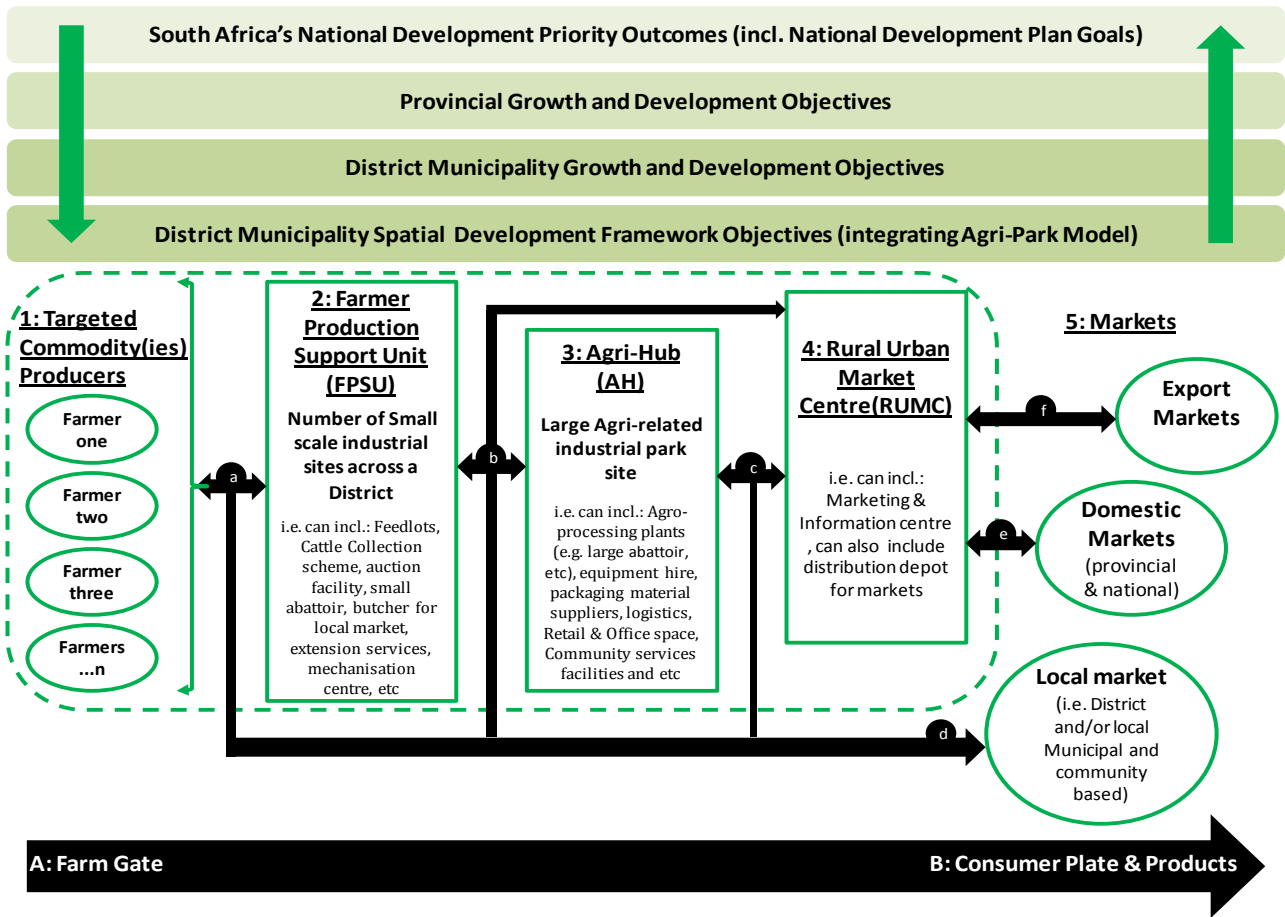 South Africa's National Development Priority Outcomes (incl. National Development Plan Goals)
Provincial Growth and Development Objectives
District Municipality Growth and Development Objectives
District Municipality Spatial Development Framework Objectives (integrating Agri-Park Model)
1: Targeted
Commodity(ies)
Producers
Farmer
one
Farmer
two
Farmer
three
Farmers
...n
a
2: Farmer
Production
Support Unit
(FPSU)
Number of Small
scale industrial
sites across a
District
i.e. can incl.: Feedlots,
Cattle Collection
scheme, auction
facility, small
abattoir, butcher for
local market,
extension services,
mechanisation
centre, etc
b
3: Agri-Hub
(AH)
Large Agri-related
industrial park
site
i.e. can incl.: Agro-
processing plants
(e.g. large abattoir,
etc), equipment hire,
packaging material
suppliers, logistics,
Retail & Office space,
Community services
facilities and etc
c
4: Rural Urban
Market
Centre(RUMC)
i.e. can incl.:
Marketing &
Information centre
, can also include
distribution depot
for markets
5: Markets
f
Export
Markets
e
Domestic
Markets
(provincial
& national)
d
Local market
(i.e. District
and/or local
Municipal and
community
based)
A: Farm Gate
B: Consumer Plate & Products